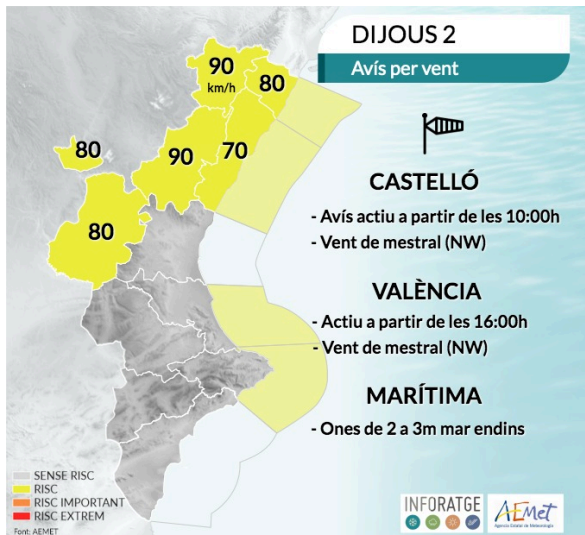 DIJOUS 2
Avís per vent
90
km/h
80
80
90
70
80
CASTELLÓ
- Avís actiu a partir de les 10:00h
- Vent de mestral (NW)
VALÈNCIA
- Actiu a partir de les 16:00h
- Vent de mestral (NW)
MARÍTIMA
- Ones de 2 a 3m mar endins
SENSE RISC
RISC
RISC IMPORTANT
RISC EXTREM
Font: AEMET
INFORATGE
AEMet
Agencia Estatal de Meteorología